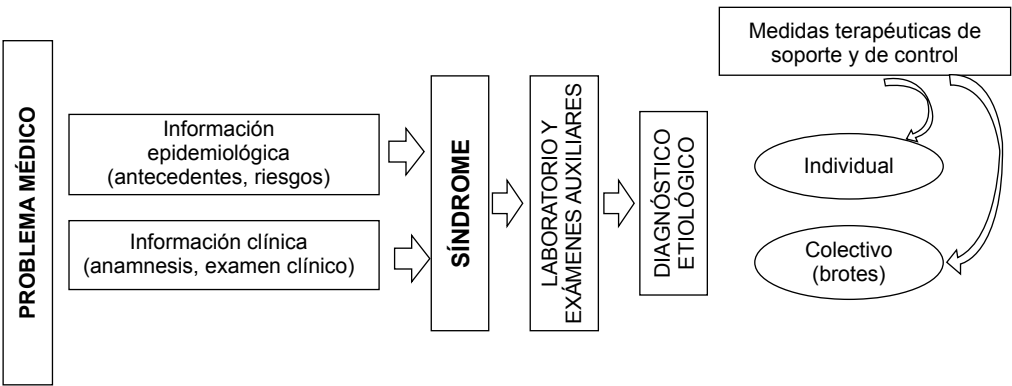 PROBLEMA MÉDICO
Información
epidemiológica
(antecedentes, riesgos)
Información clínica
(anamnesis, examen clínico)
SÍNDROME
LABORATORIO Y
EXÁMENES AUXILIARES
DIAGNÓSTICO
ETIOLÓGICO
Medidas terapéuticas de
soporte y de control
Individual
Colectivo
(brotes)